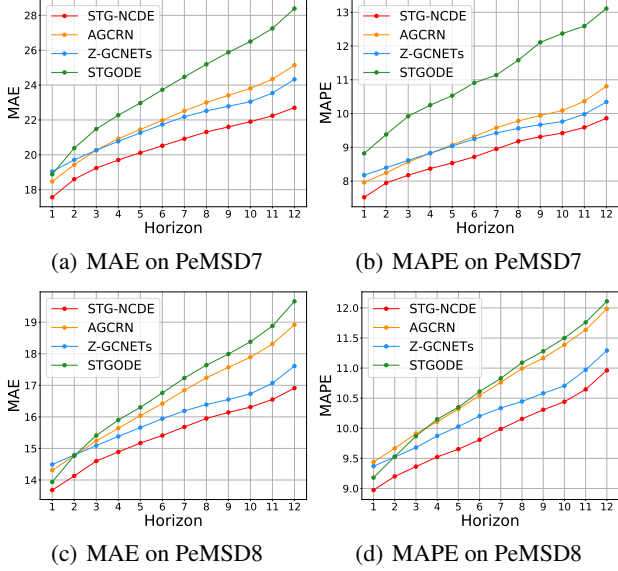 STG-NCDE
AGCRN
Z-GCNETs
STGODE
MAE
28
26
24
22
20
18
1 2 3 4 5 6 7 8 9 10 11 12
Horizon
(a) MAE on PeMSD7
STG-NCDE
AGCRN
Z-GCNETs
STGODE
MAPE
13
12
11
10
9
8
1 2 3 4 5 6 7 8 9 10 11 12
Horizon
(b) MAPE on PeMSD7
STG-NCDE
AGCRN
Z-GCNETs
STGODE
MAE
19
18
17
16
15
14
1 2 3 4 5 6 7 8 9 10 11 12
Horizon
(c) MAE on PeMSD8
STG-NCDE
AGCRN
Z-GCNETs
STGODE
MAPE
12.0
11.5
11.0
10.5
10.0
9.5
9.0
1 2 3 4 5 6 7 8 9 10 11 12
Horizon
(d) MAPE on PeMSD8